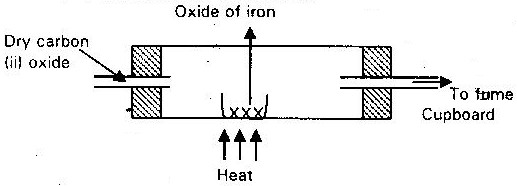 Oxide of iron
Dry carbon
(ii) oxide
To fume
Cupboard
Heat